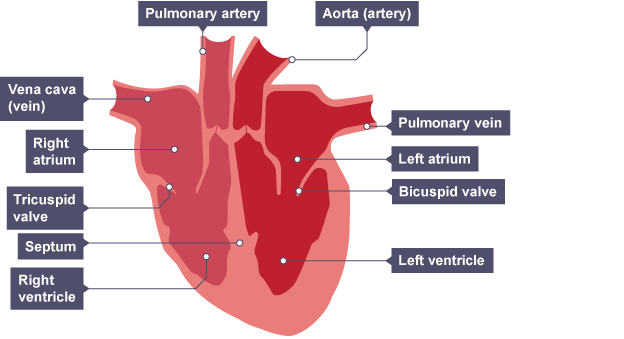 Pulmonary artery
Aorta (artery)
Vena cava
(vein)
Pulmonary vein
Right
atrium
Left atrium
Bicuspid valve
Tricuspid
valve
Septum
Left ventricle
Right
ventricle